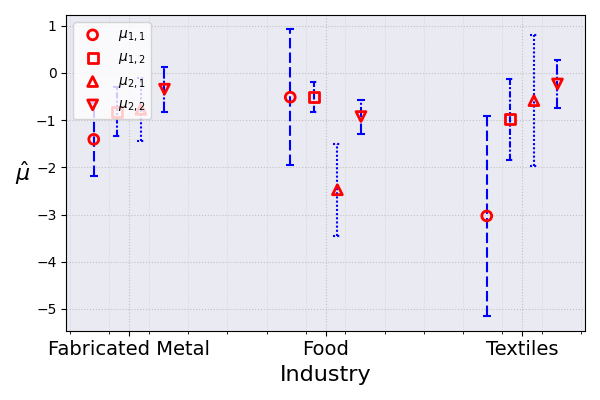 1
0
−1
−2
−3
−4
−5
μ̂
μ1,1
μ1,2
μ2,1
μ2,2
Fabricated Metal Food Textiles
Industry